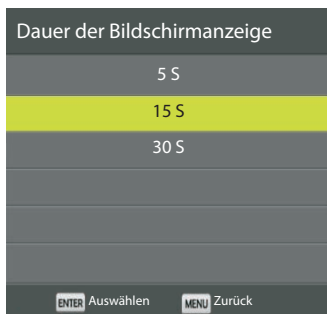 Dauer der Bildschirmanzeige
5 S
15 S
30 S
ENTER Auswählen MENU Zurück